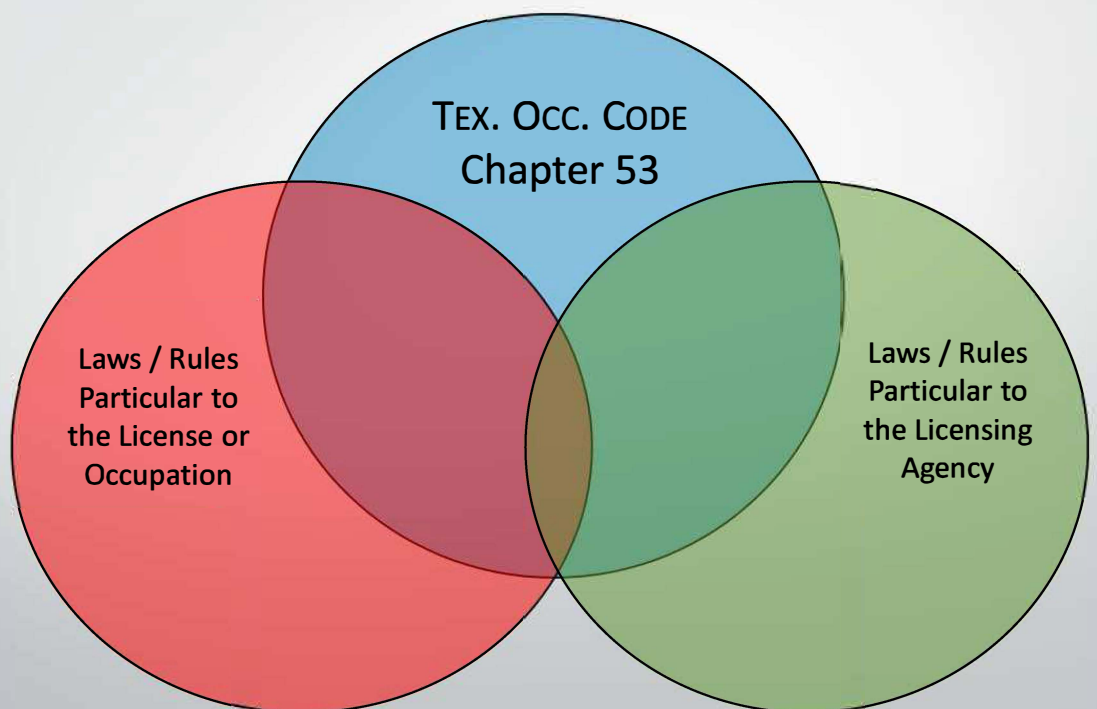 TEX. OCC. CODE
Chapter 53
Laws / Rules
Particular to
the License or
Occupation
Laws / Rules
Particular to
the Licensing
Agency